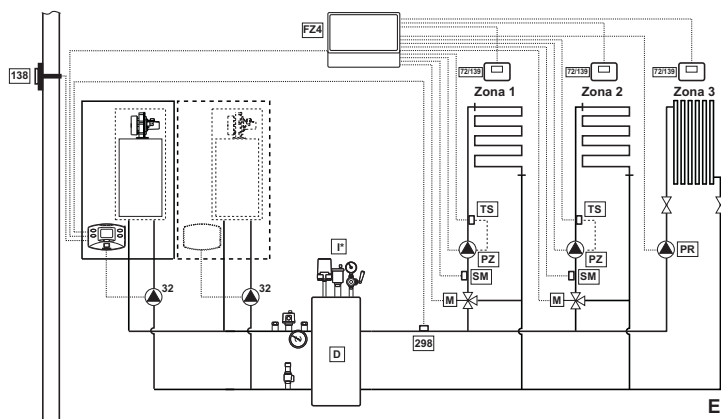 FZ4
138
72/139
72/139
72/139
Zona 1
Zona 2
Zona 3
TS
TS
I*
PZ
PZ
PR
SM
SM
32
32
M
M
298
D
E